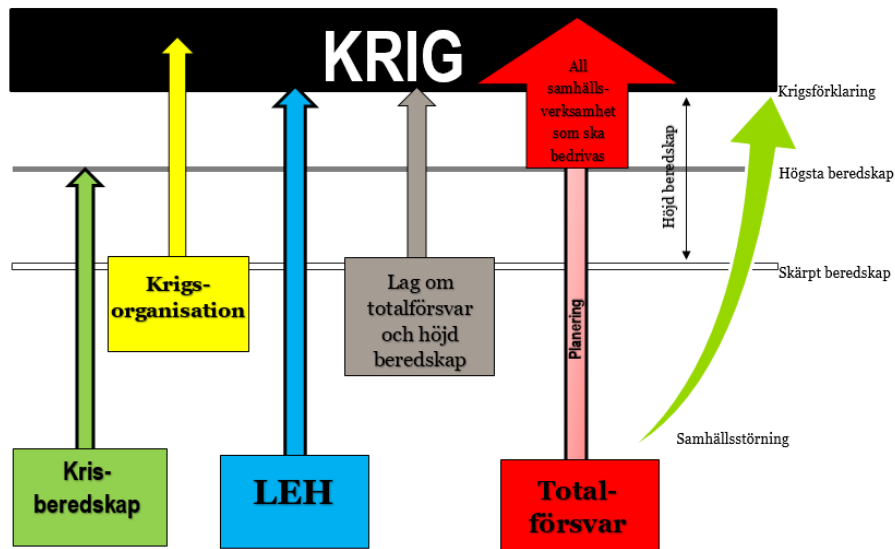 KRIG
All
samhälls-
verksamhet
som ska
bedrivas
Krigsförklaring
Högsta beredskap
Höjd beredskap
Skärpt beredskap
Krigs-
organisation
Lag om
totalförsvar
och höjd
beredskap
Planering
Samhällsstörning
Kris-
beredskap
LEH
Total-
försvar